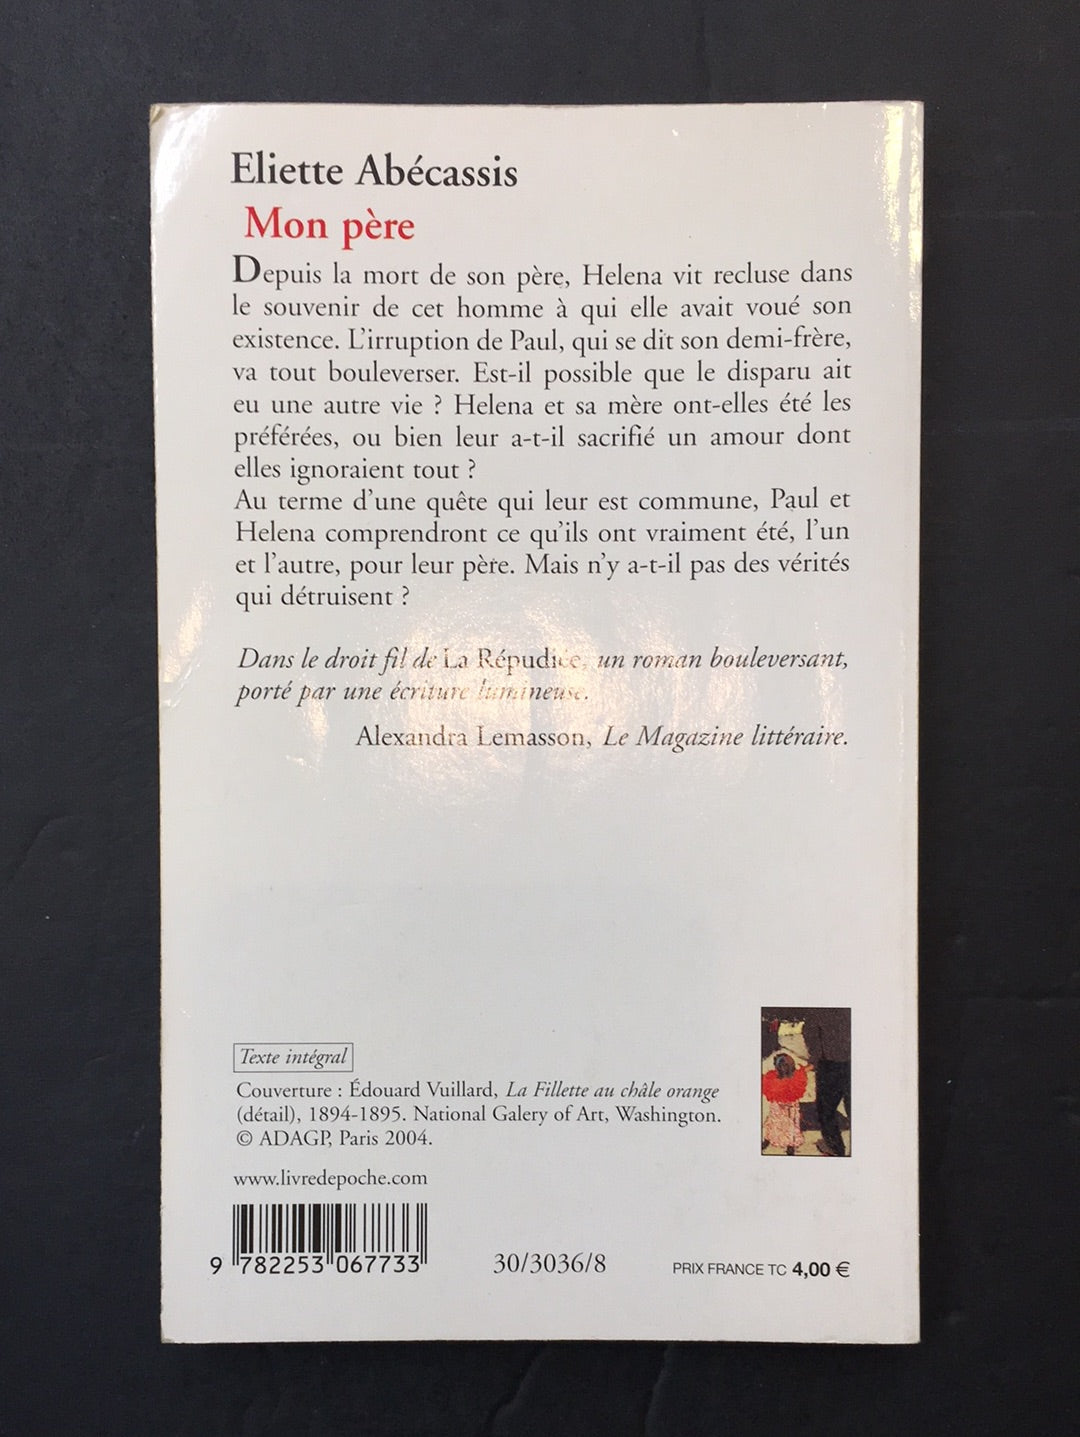 Eliette Abécassis
Mon père
Depuis la mort de son père, Helena vit recluse dans
le souvenir de cet homme à qui elle avait voué son
existence. L'irruption de Paul, qui se dit son demi-frère,
va tout bouleverser. Est-il possible que le disparu ait
eu une autre vie ? Helena et sa mère ont-elles été les
préférées, ou bien leur a-t-il sacrifié un amour dont
elles ignoraient tout ?
Au terme d'une quête qui leur est commune, Paul et
Helena comprendront ce qu'ils ont vraiment été, l'un
et l'autre, pour leur père. Mais n'y a-t-il pas des vérités
qui détruisent ?
Dans le droit fil de La Répudiée, un roman bouleversant,
porté par une écriture lumineuse.
Alexandra Lemasson, Le Magazine littéraire.
Texte intégral
Couverture : Édouard Vuillard, La Fillette au châle orange
(détail), 1894-1895. National Galery of Art, Washington.
© ADAGP, Paris 2004.
www.livredepoche.com
9 782253 067733
30/3036/8
PRIX FRANCE TC 4,00 €